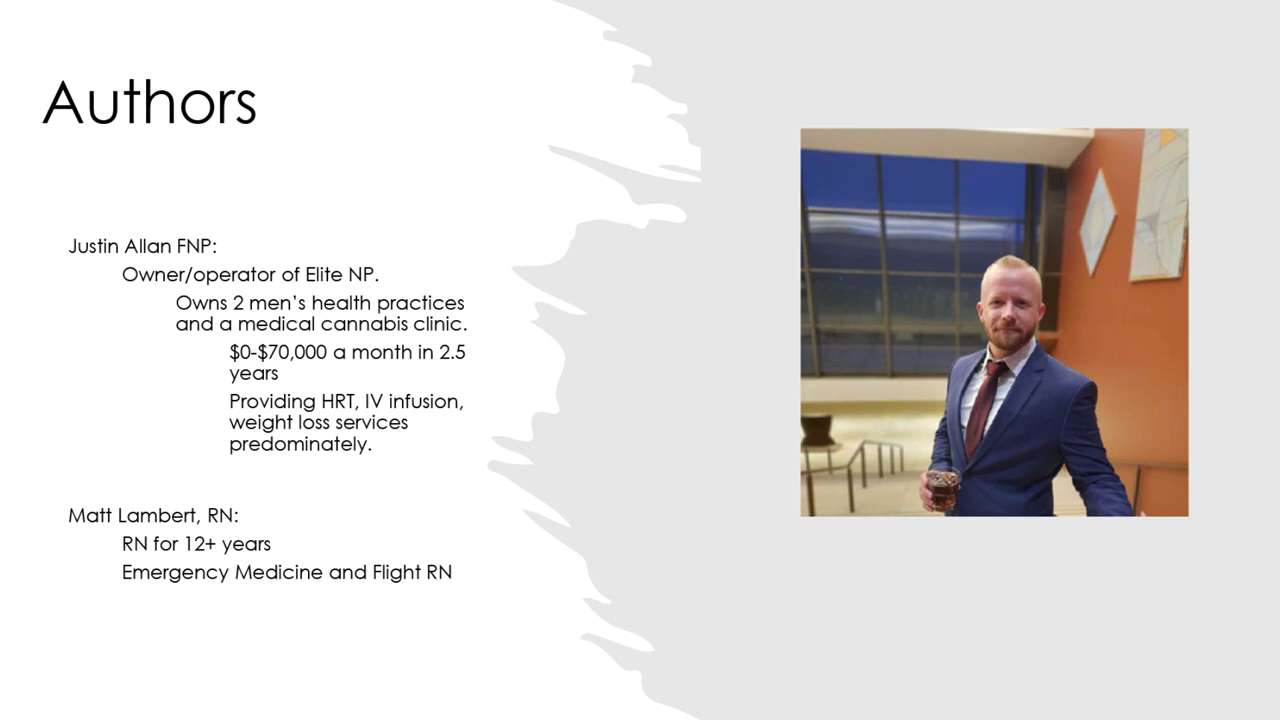 Authors
Justin Allan FNP:
Owner/operator of Elite NP.
Owns 2 men’s health practices
and a medical cannabis clinic.
$0-$70,000 a month in 2.5
years
Providing HRT, IV infusion,
weight loss services
predominately.
Matt Lambert, RN:
RN for 12+ years
Emergency Medicine and Flight RN